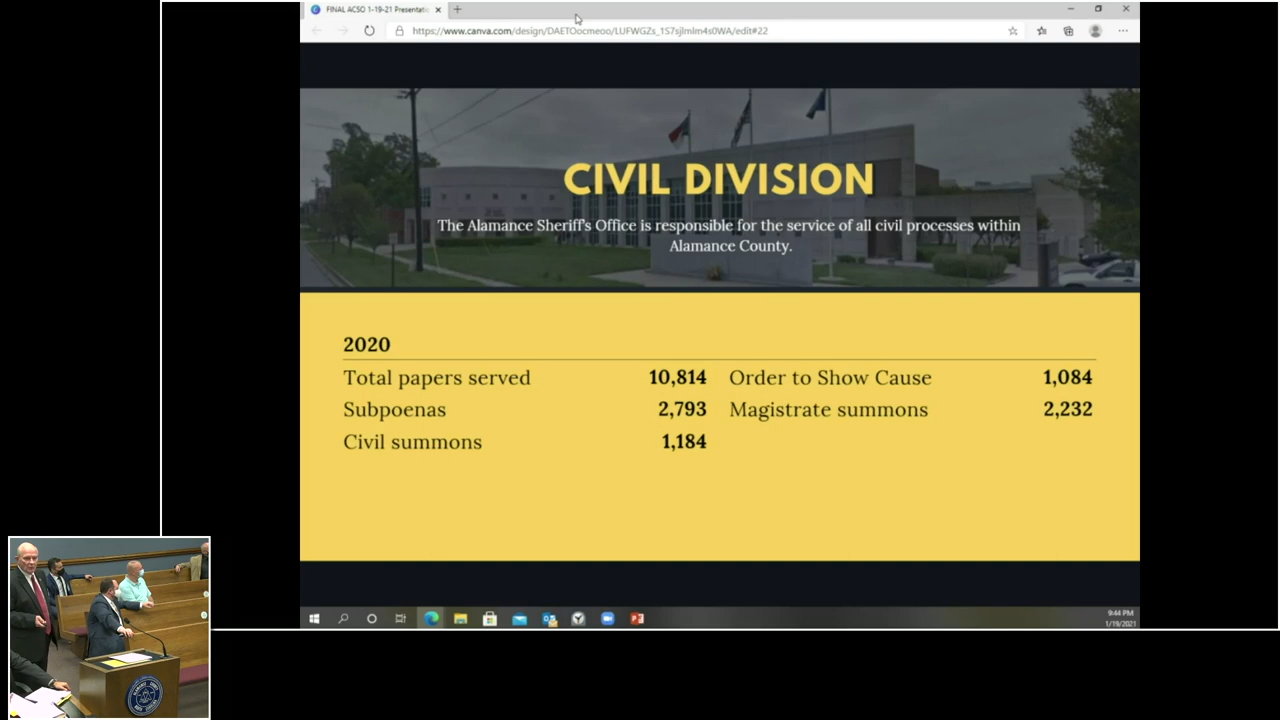 FINAL ACSO 1-19-21 Presentati
https://www.canva.com/design/DAETOocmeoo/LUFWGZs_1S7sjlmlm4s0WA/edit#22
CIVIL DIVISION
The Alamance Sheriff's Office is responsible for the service of all civil processes within
Alamance County.
2020
Total papers served 10,814 Order to Show Cause 1,084
Subpoenas 2,793 Magistrate summons 2,232
Civil summons 1,184
9:44 PM
1/19/2021